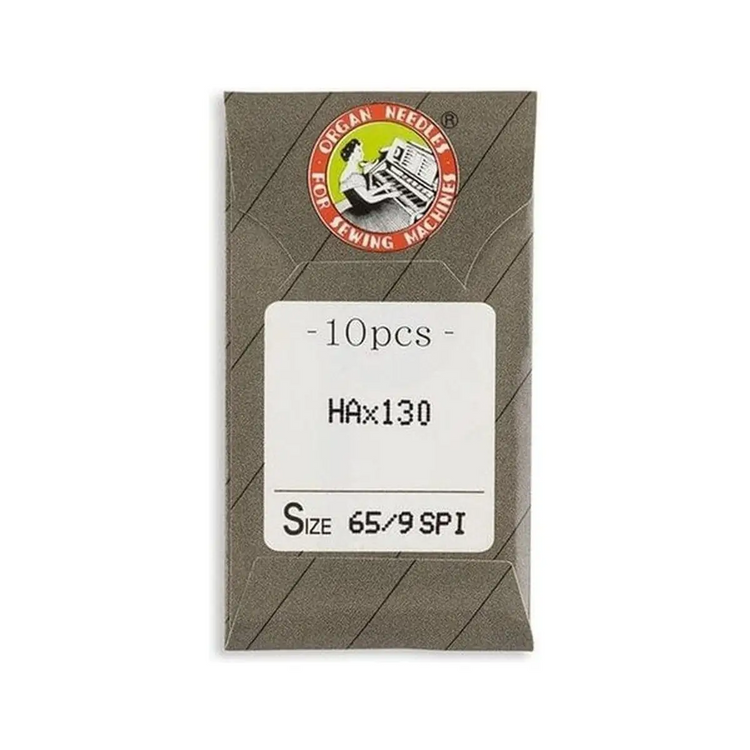 ORGAN NEEDLES ®
FOR SEWING MACHINES
-10pcs-
HAx130
SIZE 65/9 SPI